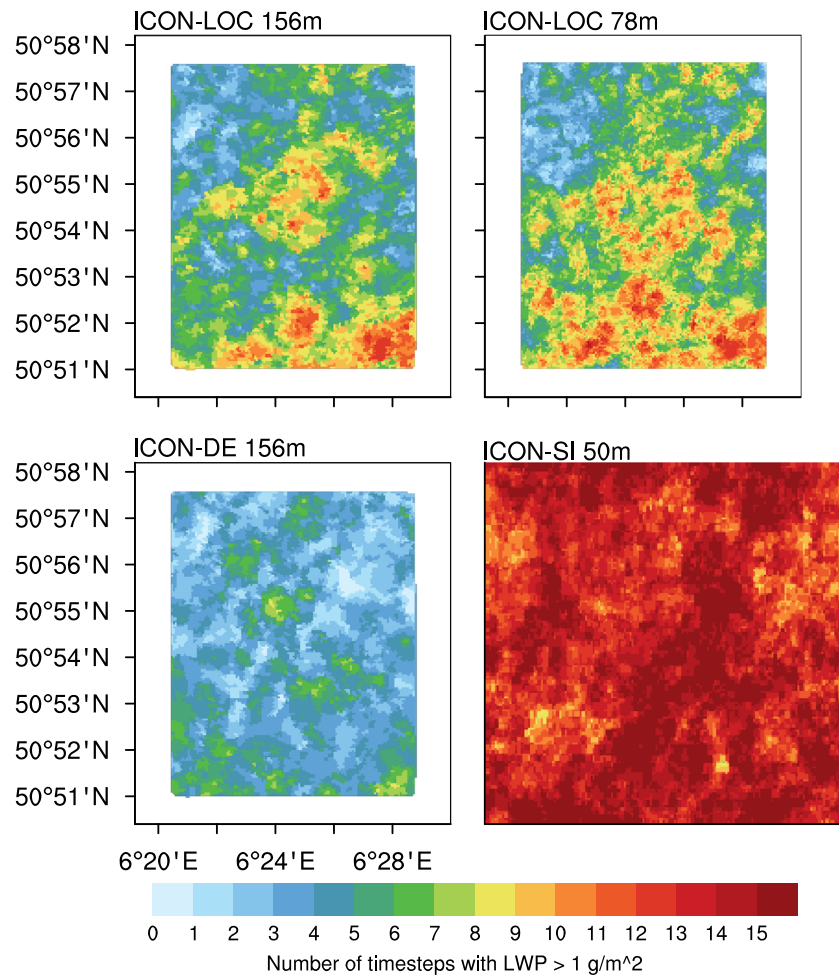 ICON-LOC 156m
ICON-LOC 78m
50°58'N
50°57'N
50°56'N
50°55'N
50°54'N
50°53'N
50°52'N
50°51'N
ICON-DE 156m
ICON-SI 50m
50°58'N
50°57'N
50°56'N
50°55'N
50°54'N
50°53'N
50°52'N
50°51'N
6°20'E 6°24'E 6°28'E
0 1 2 3 4 5 6 7 8 9 10 11 12 13 14 15
Number of timesteps with LWP > 1 g/m^2